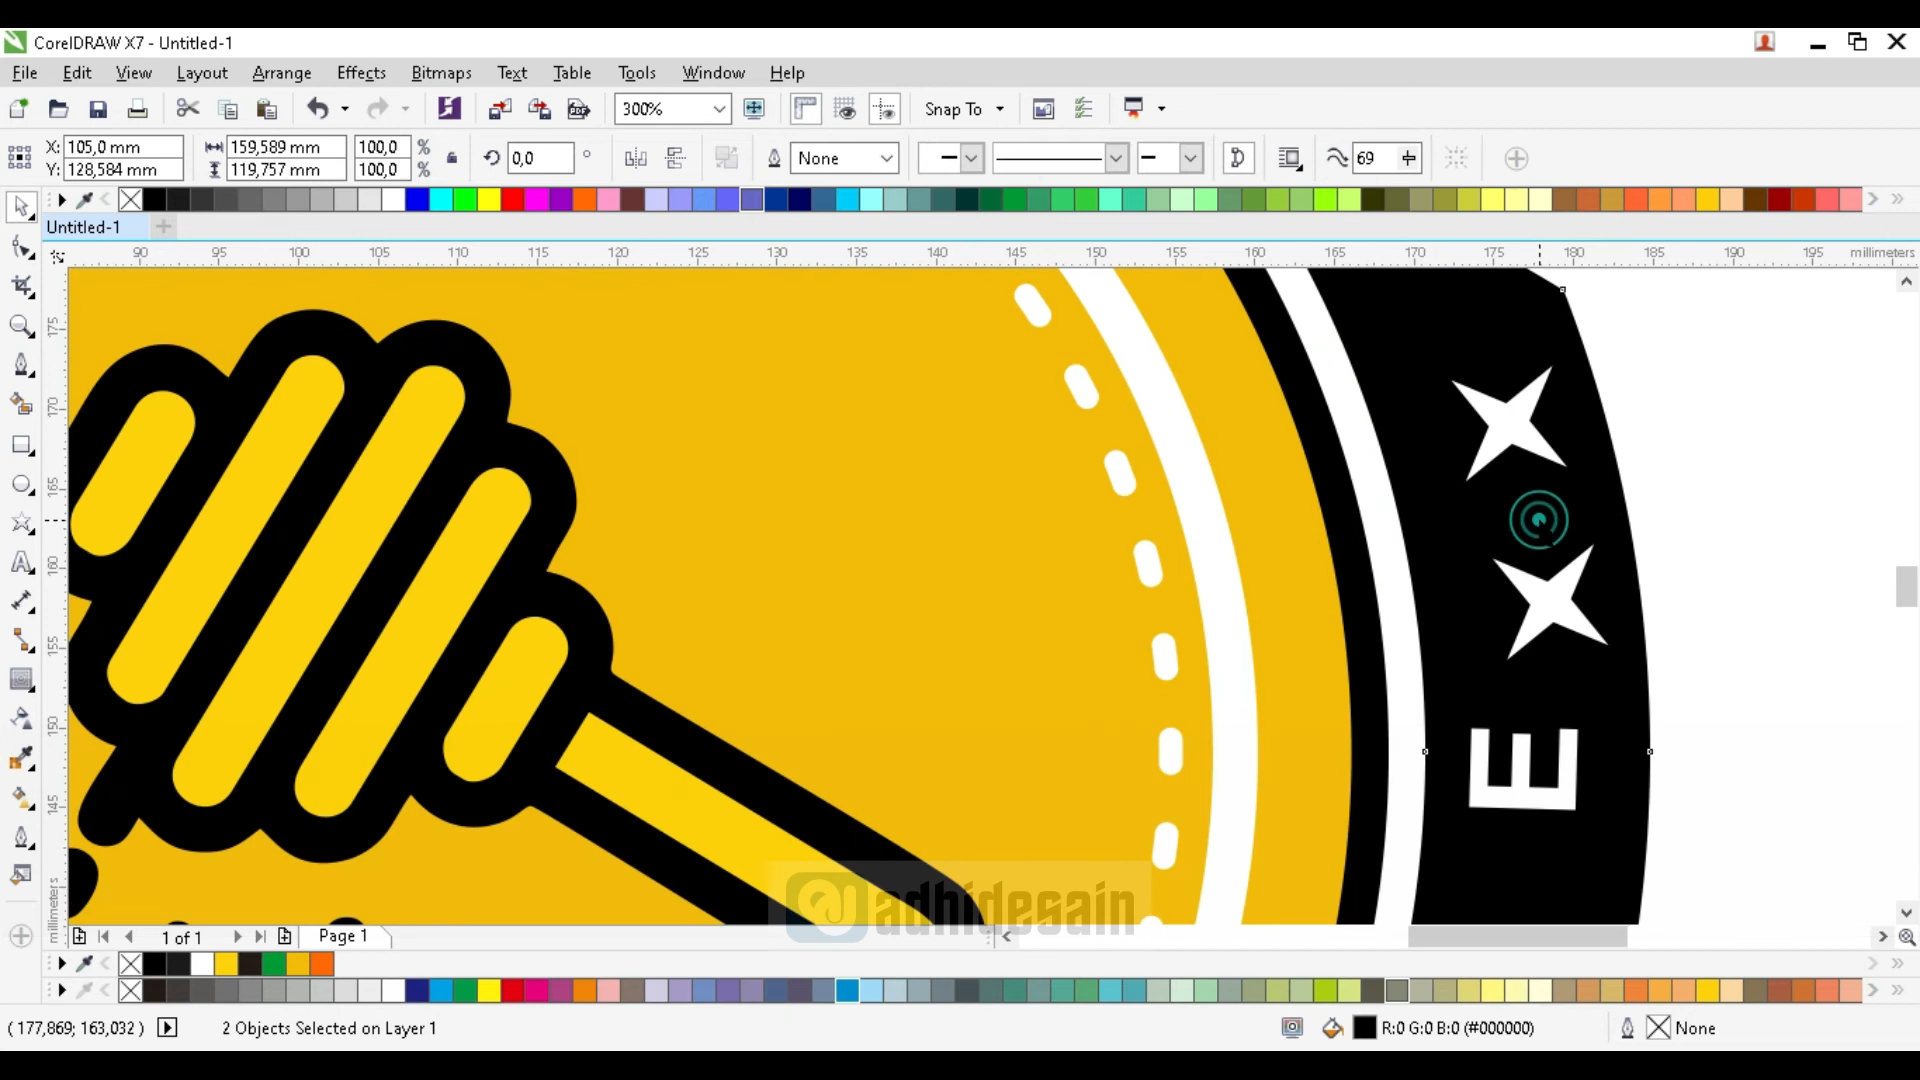 CorelDRAW X7 - Untitled-1
File Edit View Layout Arrange Effects Bitmaps Text Table Tools Window Help
300% Snap To
X: 105,0 mm 159,589 mm 100,0 % 0,0 ° None 69
Y: 128,584 mm 119,757 mm 100,0 %
Untitled-1
90 95 100 105 110 115 120 125 130 135 140 145 150 155 160 165 170 175 180 185 190 195 millimeters
175
170
165
160
155
150
145
millimeters
E
adhidesain
1 of 1 Page 1
( 177,869; 163,032 ) 2 Objects Selected on Layer 1 R:0 G:0 B:0 (#000000) None